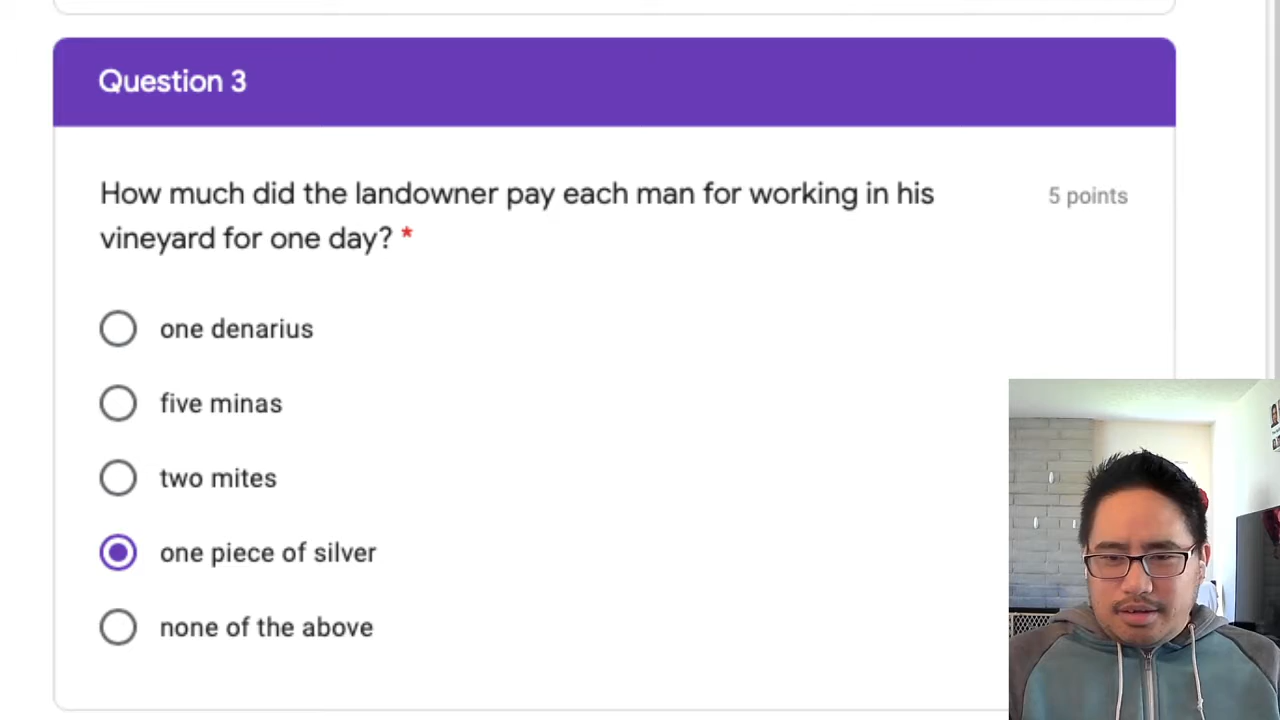 Question 3
How much did the landowner pay each man for working in his
5 points
vineyard for one day? *
one denarius
five minas
two mites
one piece of silver
none of the above